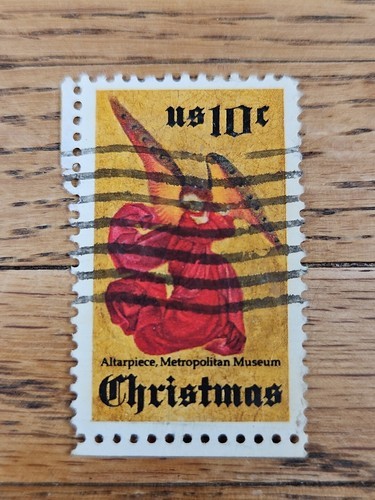 us 10c
Altarpiece, Metropolitan Museum
Christmas